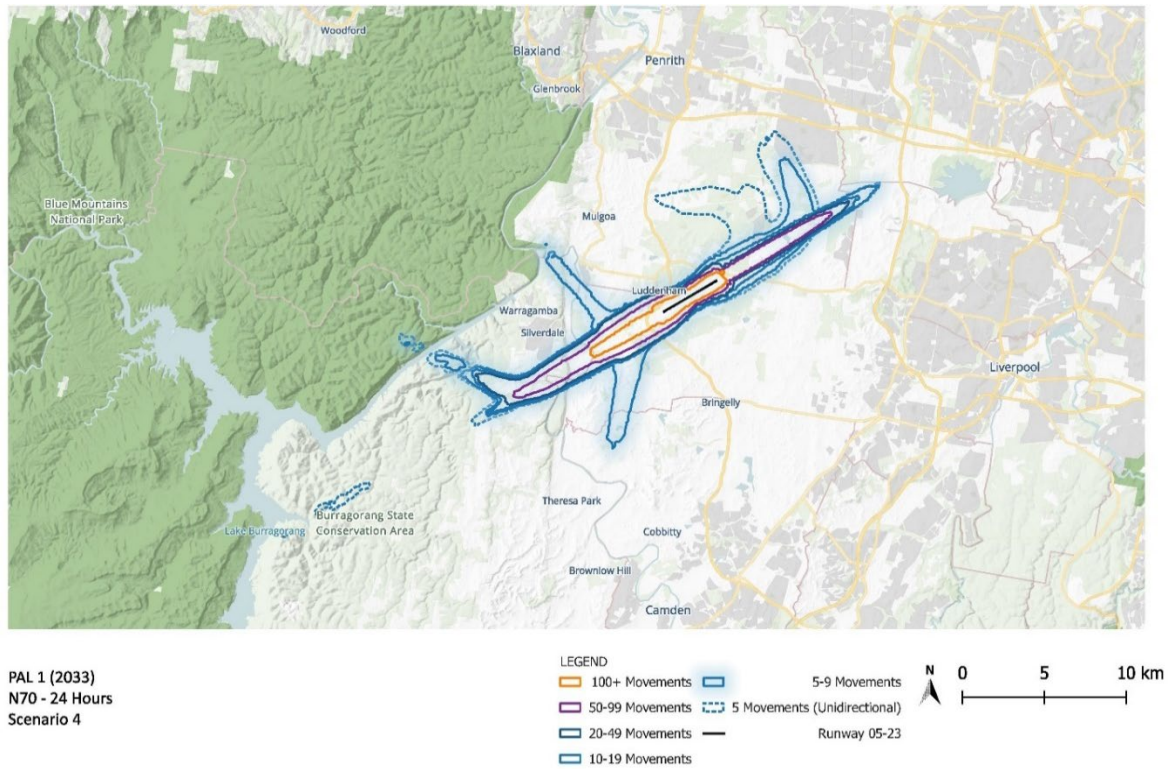 Woodford
Blaxland
Penrith
Glenbrook
Blue Mountains
National Park
Mulgoa
Luddenham
Warragamba
Silverdale
Liverpool
Bringelly
Theresa Park
Burragorang State
Conservation Area
Lake Burragorang
Cobbitty
Brownlow Hill
Camden
PAL 1 (2033)
N70 - 24 Hours
Scenario 4
LEGEND
100+ Movements
50-99 Movements
20-49 Movements
10-19 Movements
5-9 Movements
5 Movements (Unidirectional)
Runway 05-23
N
0 5 10 km